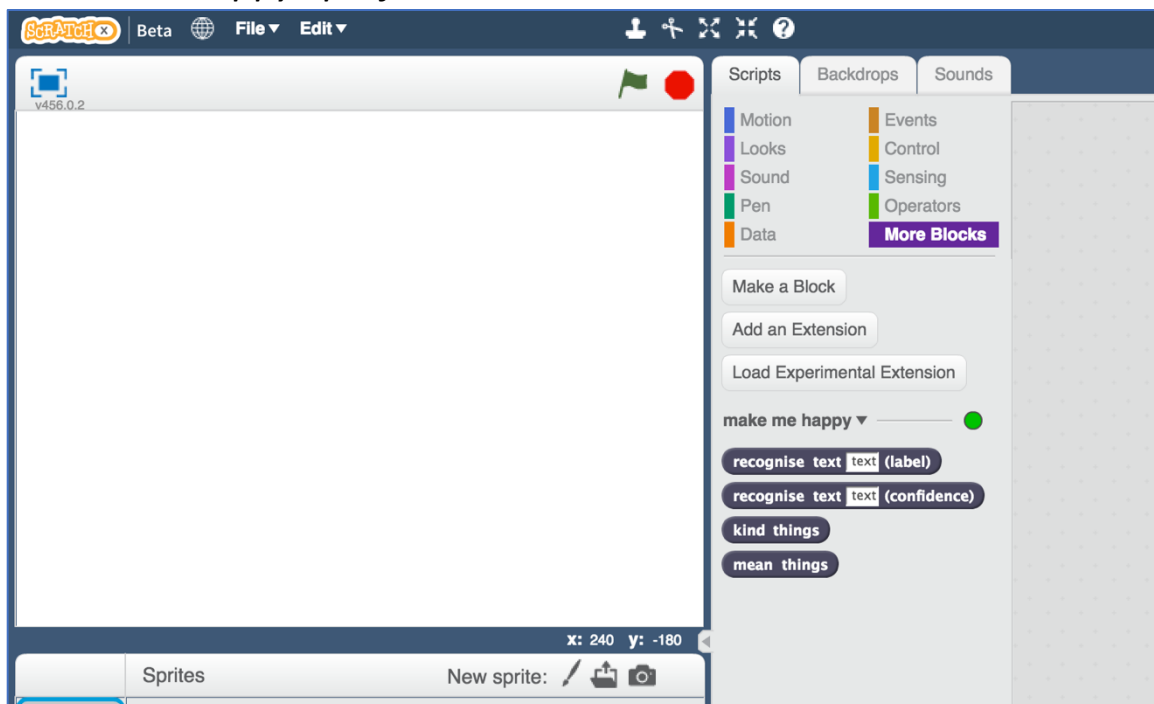 SCRATCHX Beta File Edit
v456.0.2
Scripts Backdrops Sounds
Motion Events
Looks Control
Sound Sensing
Pen Operators
Data More Blocks
Make a Block
Add an Extension
Load Experimental Extension
make me happy
recognise text text (label)
recognise text text (confidence)
kind things
mean things
x: 240 y: -180
Sprites New sprite: